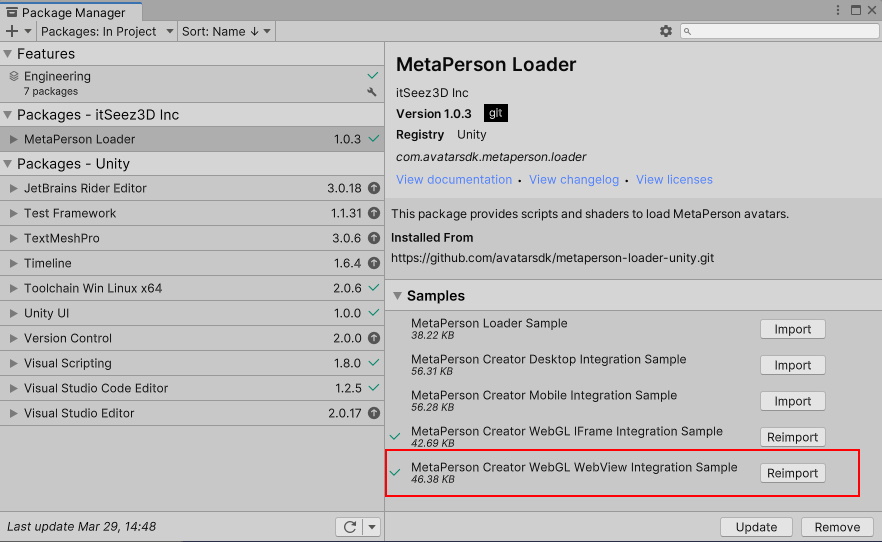 Package Manager
Packages: In Project
Sort: Name ↓
Features
Engineering
7 packages
Packages - itSeez3D Inc
MetaPerson Loader 1.0.3
Packages - Unity
JetBrains Rider Editor 3.0.18
Test Framework 1.1.31
TextMeshPro 3.0.6
Timeline 1.6.4
Toolchain Win Linux x64 2.0.6
Unity UI 1.0.0
Version Control 2.0.0
Visual Scripting 1.8.0
Visual Studio Code Editor 1.2.5
Visual Studio Editor 2.0.17
Last update Mar 29, 14:48
MetaPerson Loader
itSeez3D Inc
Version 1.0.3 git
Registry Unity
com.avatarsdk.metaperson.loader
View documentation • View changelog • View licenses
This package provides scripts and shaders to load MetaPerson avatars.
Installed From
https://github.com/avatarsdk/metaperson-loader-unity.git
Samples
MetaPerson Loader Sample
38.22 KB
Import
MetaPerson Creator Desktop Integration Sample
56.31 KB
Import
MetaPerson Creator Mobile Integration Sample
56.28 KB
Import
MetaPerson Creator WebGL IFrame Integration Sample
42.69 KB
Reimport
MetaPerson Creator WebGL WebView Integration Sample
46.38 KB
Reimport
Update
Remove